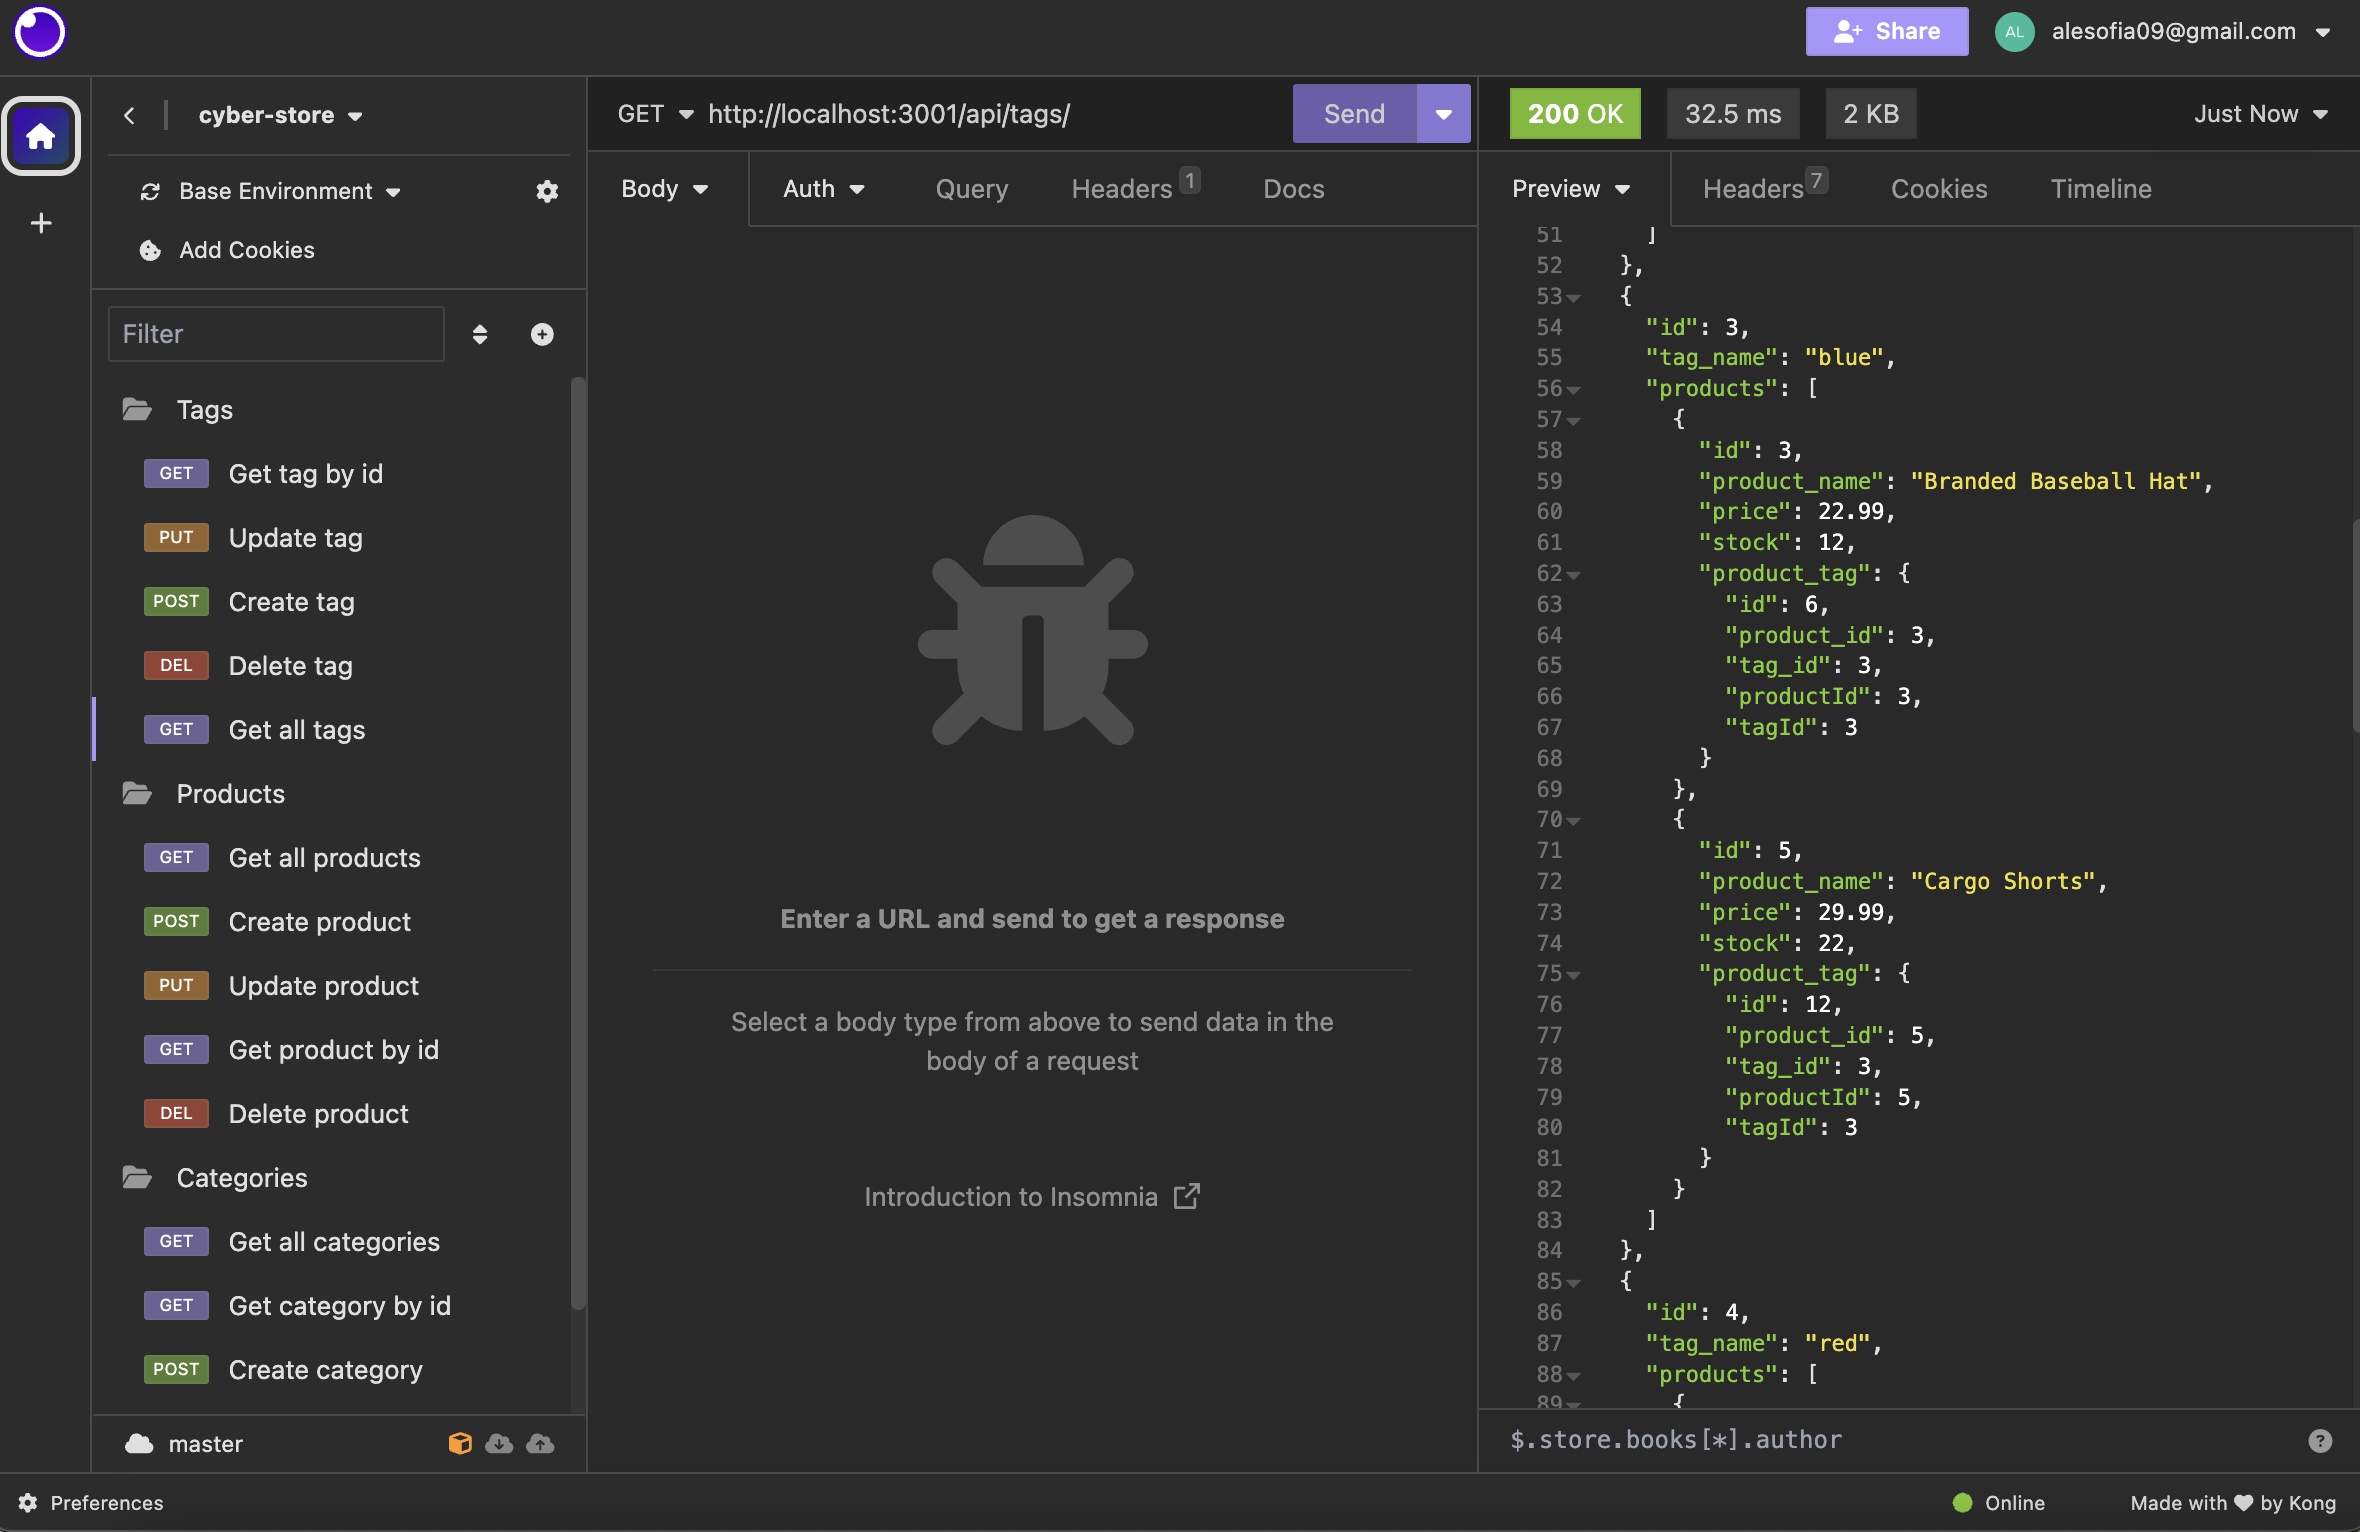 Share
AL
alesofia09@gmail.com
cyber-store
Base Environment
Add Cookies
Filter
Tags
GET Get tag by id
PUT Update tag
POST Create tag
DEL Delete tag
GET Get all tags
Products
GET Get all products
POST Create product
PUT Update product
GET Get product by id
DEL Delete product
Categories
GET Get all categories
GET Get category by id
POST Create category
master
GET http://localhost:3001/api/tags/
Send
Body Auth Query Headers 1 Docs
Enter a URL and send to get a response
Select a body type from above to send data in the
body of a request
Introduction to Insomnia
200 OK 32.5 ms 2 KB Just Now
Preview Headers 7 Cookies Timeline
51 ]
52 },
53 {
54 "id": 3,
55 "tag_name": "blue",
56 "products": [
57 {
58 "id": 3,
59 "product_name": "Branded Baseball Hat",
60 "price": 22.99,
61 "stock": 12,
62 "product_tag": {
63 "id": 6,
64 "product_id": 3,
65 "tag_id": 3,
66 "productId": 3,
67 "tagId": 3
68 }
69 },
70 {
71 "id": 5,
72 "product_name": "Cargo Shorts",
73 "price": 29.99,
74 "stock": 22,
75 "product_tag": {
76 "id": 12,
77 "product_id": 5,
78 "tag_id": 3,
79 "productId": 5,
80 "tagId": 3
81 }
82 }
83 ]
84 },
85 {
86 "id": 4,
87 "tag_name": "red",
88 "products": [
89 {
$.store.books[*].author
?
Preferences
Online
Made with ♥ by Kong